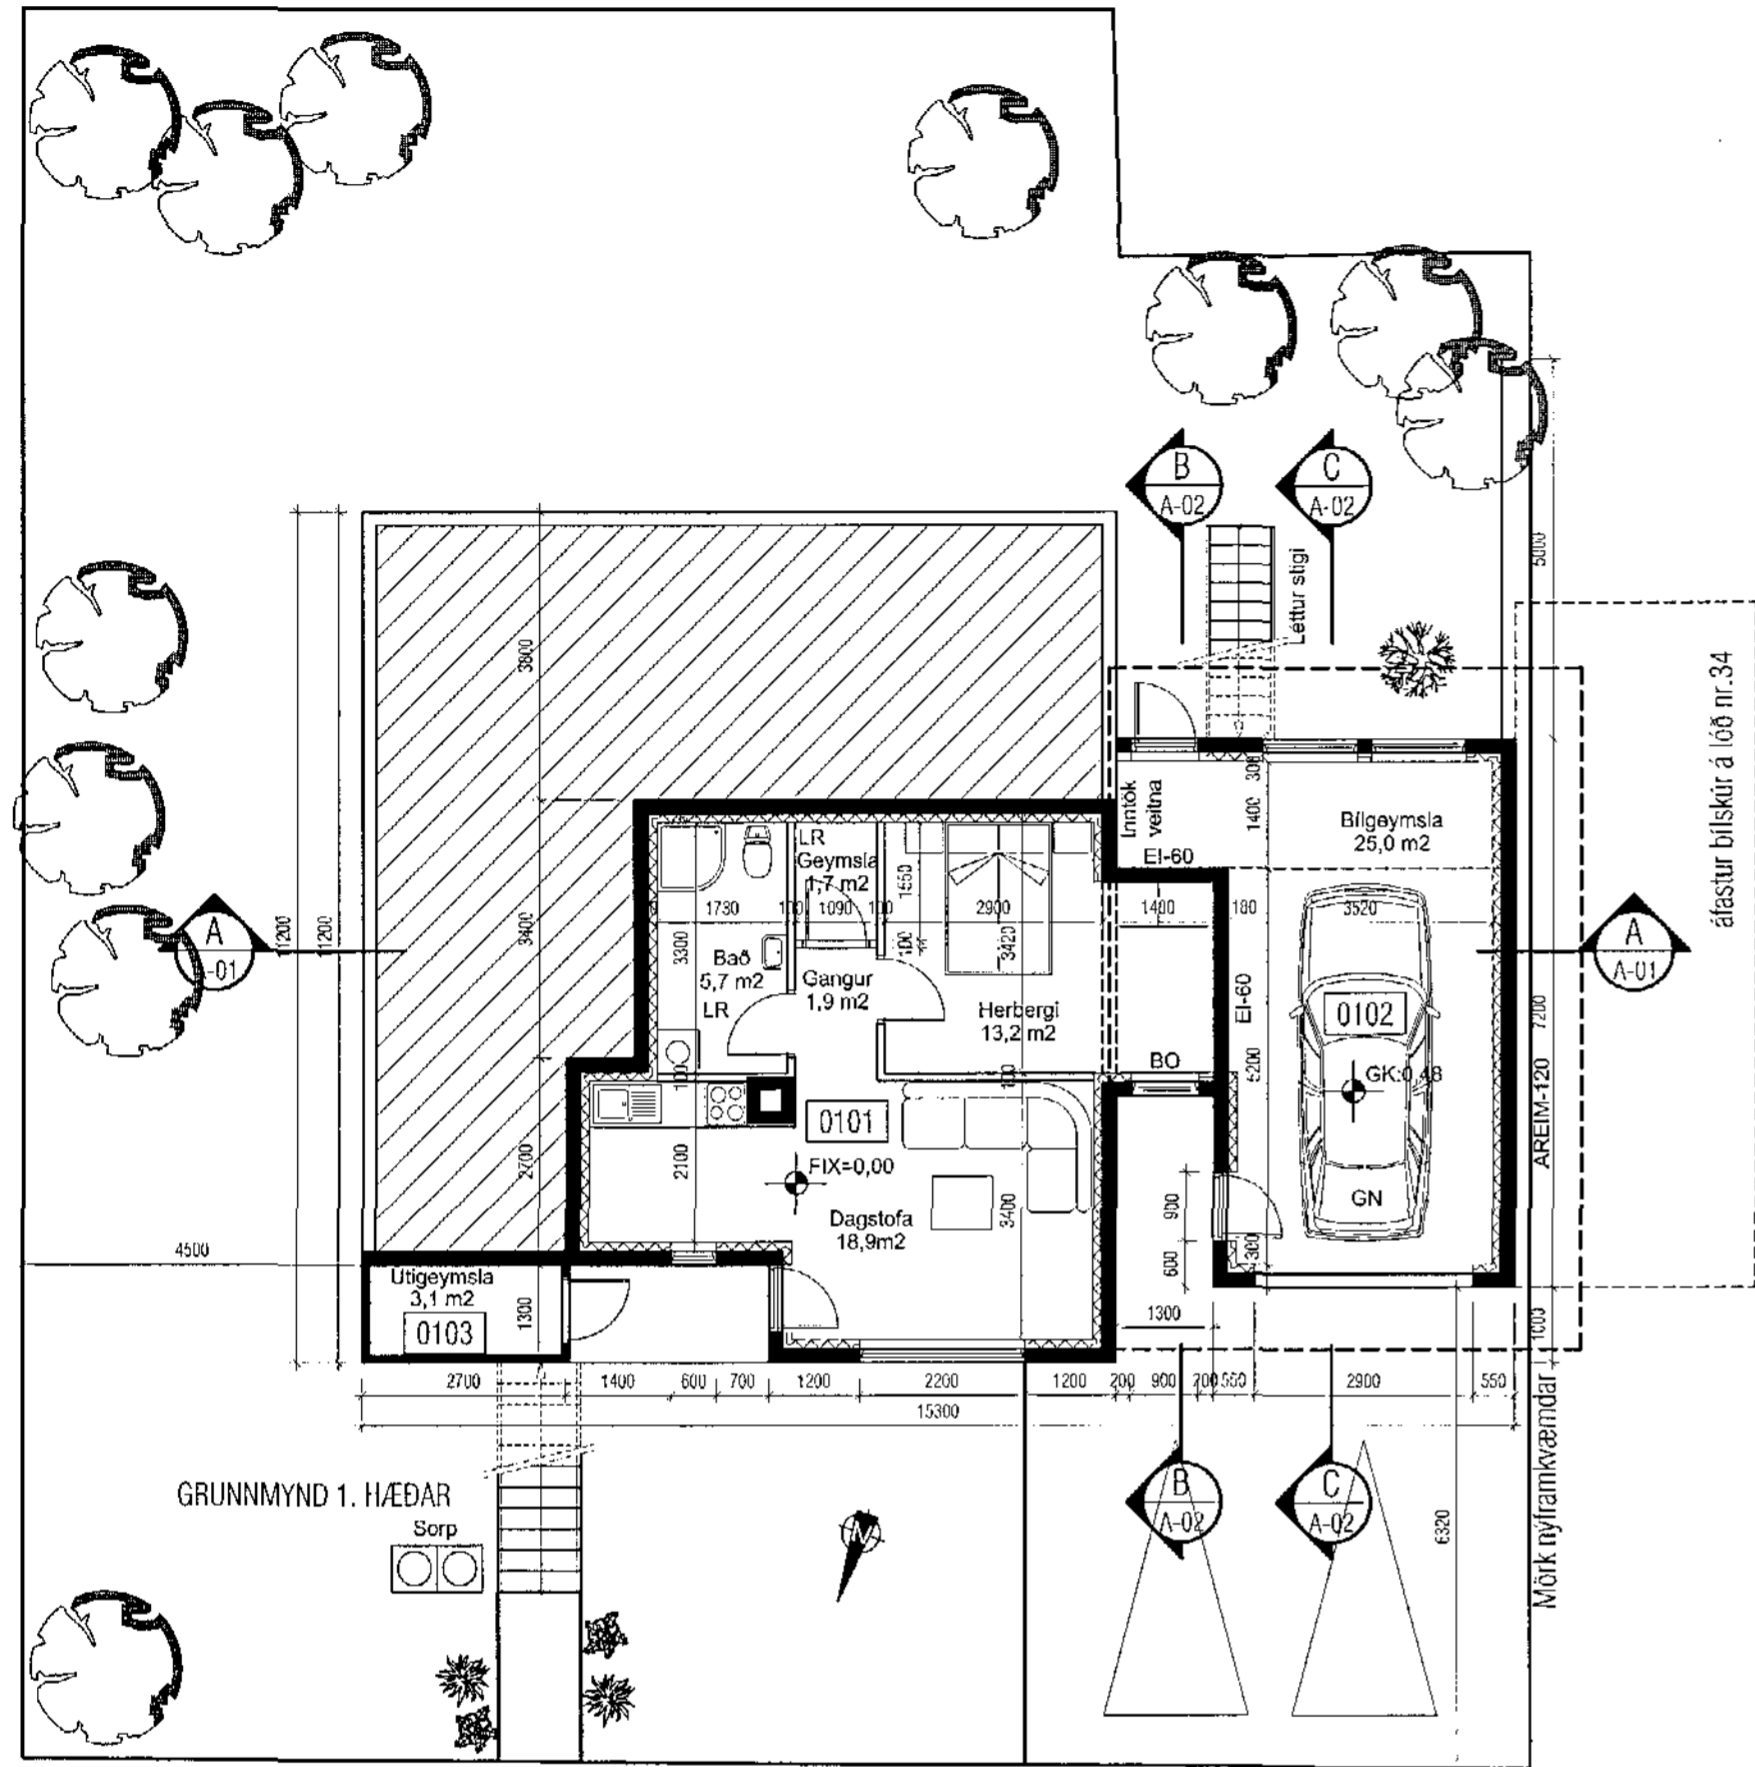 B
A-02
C
A-02
5000
Léttur stigi
áfastur bílskúr á lóð nr.34
3800
300
1400
Inntök
veitna
EI-60
Bílgeymsla
25,0 m2
LR
Geymsla
1,7 m2
1550
1730
100
1090
100
2900
1400
180
3520
A
-01
1200
1200
3400
3300
Bað
5,7 m2
LR
Gangur
1,9 m2
100
3420
Herbergi
13,2 m2
EI-60
0102
A
A-01
7200
BO
5200
GK:0,48
AREIM-120
100
100
0101
FIX=0,00
2700
2100
3400
Dagstofa
18,9m2
900
600
300
GN
4500
Útigeymsla
3,1 m2
0103
1300
1300
1000
2700
1400
600
700
1200
2200
1200
200
900
200
550
2900
550
15300
Mörk nýframkvæmdar
GRUNNMYND 1. HÆÐAR
Sorp
N
B
A-02
C
A-02
6320